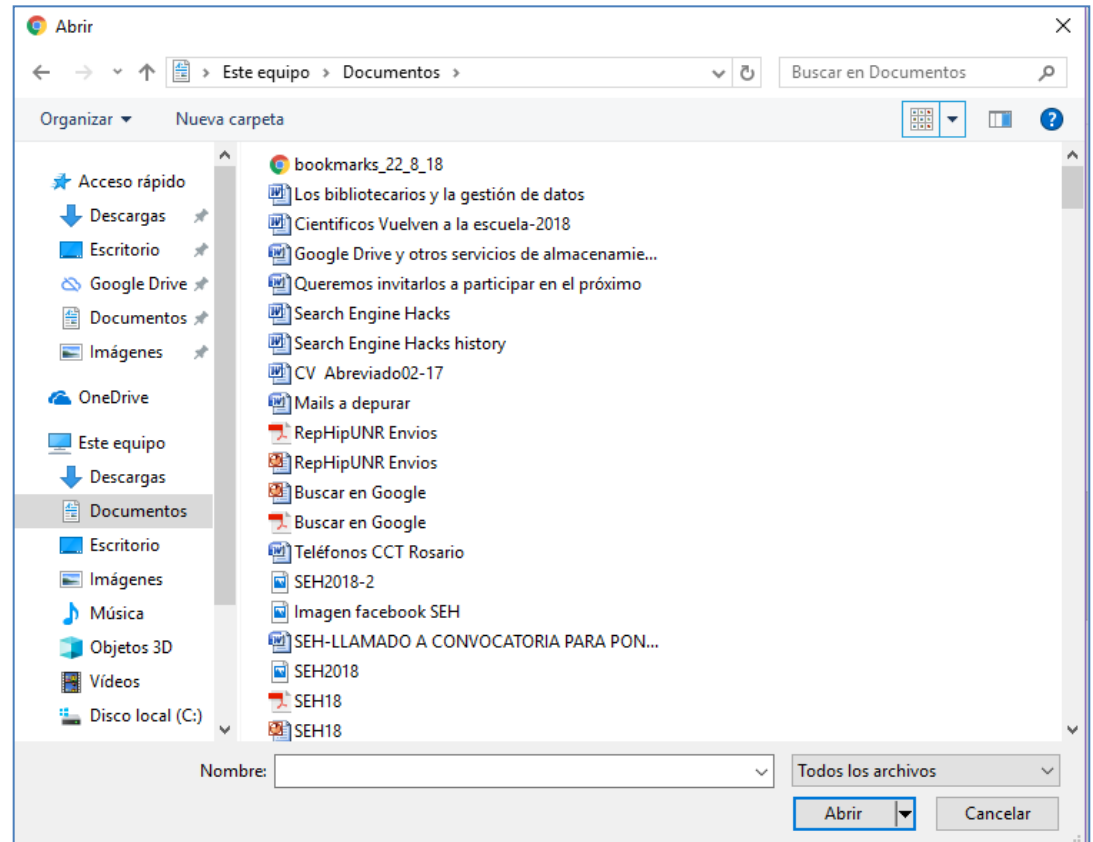 Abrir
Este equipo > Documentos >
Buscar en Documentos
Organizar
Nueva carpeta
Acceso rápido
Descargas
Escritorio
Google Drive
Documentos
Imágenes
OneDrive
Este equipo
Descargas
Documentos
Escritorio
Imágenes
Música
Objetos 3D
Vídeos
Disco local (C:)
bookmarks_22_8_18
Los bibliotecarios y la gestión de datos
Cientificos Vuelven a la escuela-2018
Google Drive y otros servicios de almacenamie...
Queremos invitarlos a participar en el próximo
Search Engine Hacks
Search Engine Hacks history
CV Abreviado02-17
Mails a depurar
RepHipUNR Envios
RepHipUNR Envios
Buscar en Google
Buscar en Google
Teléfonos CCT Rosario
SEH2018-2
Imagen facebook SEH
SEH-LLAMADO A CONVOCATORIA PARA PON...
SEH2018
SEH18
SEH18
Nombre:
Todos los archivos
Abrir
Cancelar